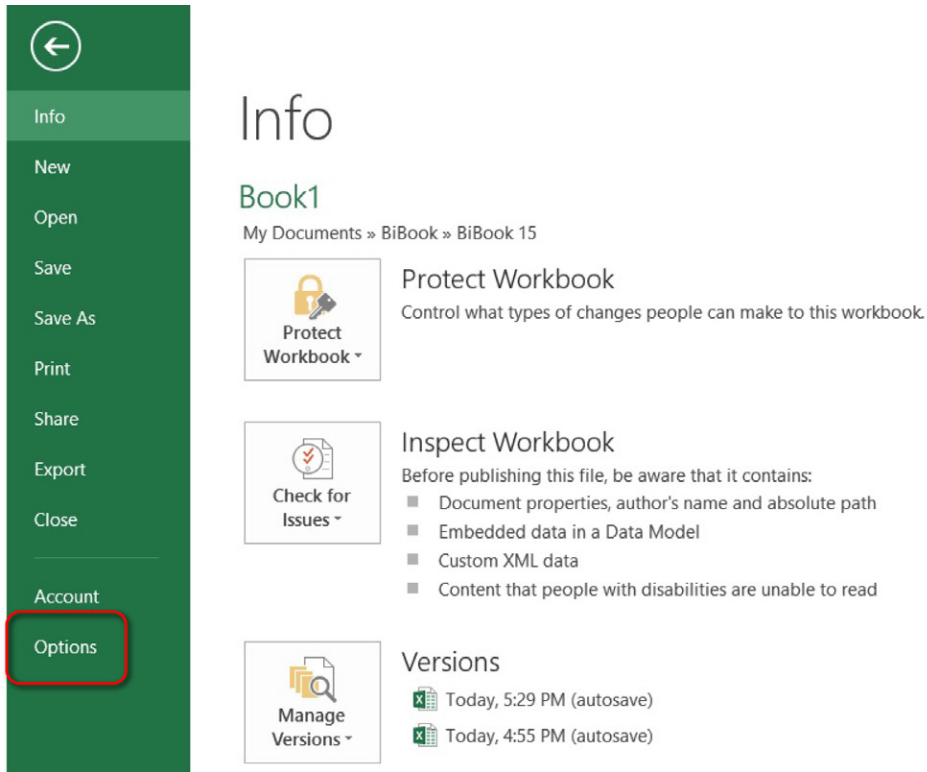 Info
New
Open
Save
Save As
Print
Share
Export
Close
Account
Options
Info
Book1
My Documents » BiBook » BiBook 15
Protect
Workbook
Protect Workbook
Control what types of changes people can make to this workbook.
Check for
Issues
Inspect Workbook
Before publishing this file, be aware that it contains:
Document properties, author's name and absolute path
Embedded data in a Data Model
Custom XML data
Content that people with disabilities are unable to read
Manage
Versions
Versions
Today, 5:29 PM (autosave)
Today, 4:55 PM (autosave)